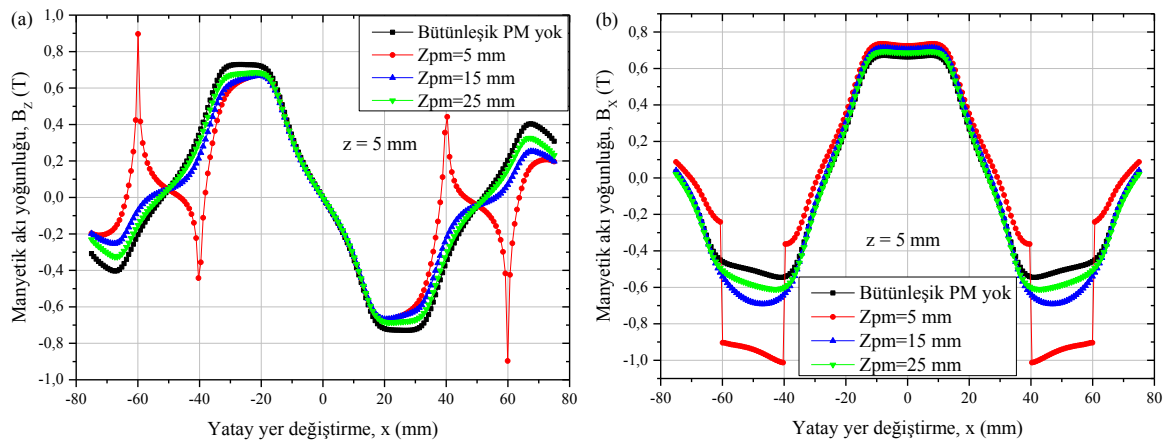 (a)
Manyetik akı yoğunluğu, B_Z (T)
1,0
0,8
0,6
0,4
0,2
0,0
-0,2
-0,4
-0,6
-0,8
-1,0
Bütünleşik PM yok
Zpm=5 mm
Zpm=15 mm
Zpm=25 mm
z = 5 mm
-80 -60 -40 -20 0 20 40 60 80
Yatay yer değiştirme, x (mm)
(b)
Manyetik akı yoğunluğu, B_X (T)
0,8
0,6
0,4
0,2
-0,0
-0,2
-0,4
-0,6
-0,8
-1,0
z = 5 mm
Bütünleşik PM yok
Zpm=5 mm
Zpm=15 mm
Zpm=25 mm
-80 -60 -40 -20 0 20 40 60 80
Yatay yer değiştirme, x (mm)